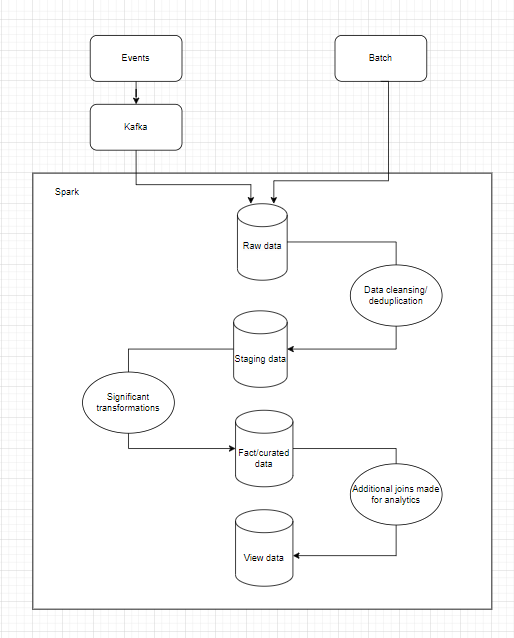 Events
Batch
Kafka
Spark
Raw data
Data cleansing/
deduplication
Staging data
Significant
transformations
Fact/curated
data
Additional joins made
for analytics
View data